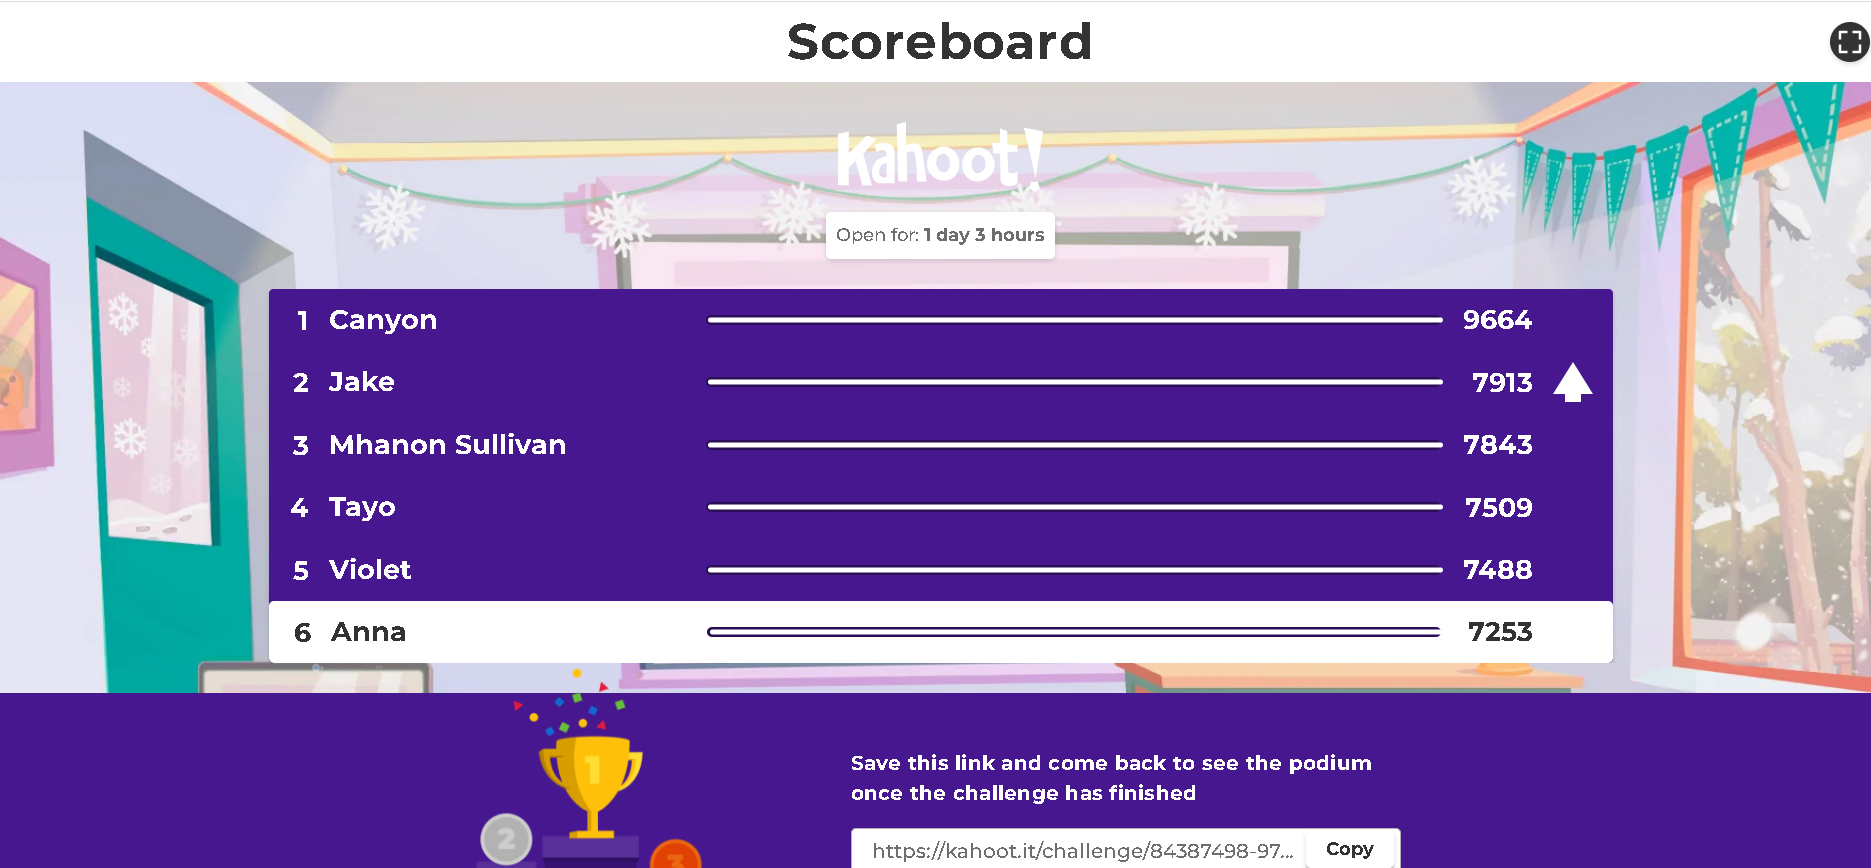 Scoreboard
Kahoot!
Open for: 1 day 3 hours
1 Canyon 9664
2 Jake 7913
3 Mhanon Sullivan 7843
4 Tayo 7509
5 Violet 7488
6 Anna 7253
1
2
3
Save this link and come back to see the podium
once the challenge has finished
https://kahoot.it/challenge/84387498-97... Copy